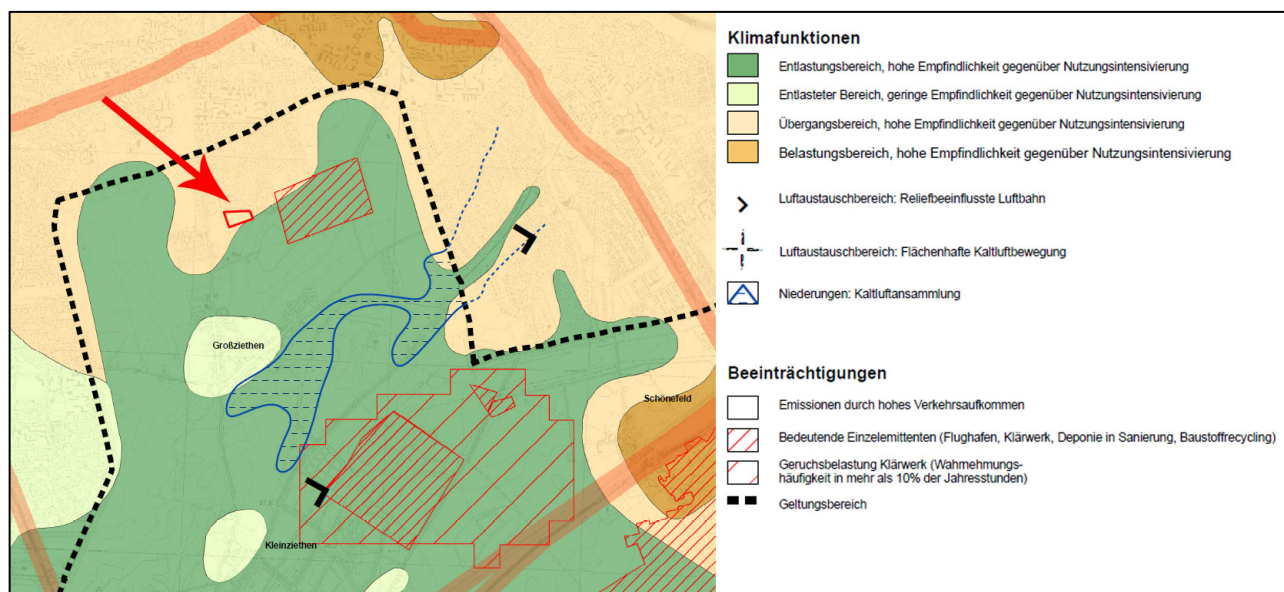 Großziethen
Schönefeld
Kleinziethen
Klimafunktionen
Entlastungsbereich, hohe Empfindlichkeit gegenüber Nutzungsintensivierung
Entlasteter Bereich, geringe Empfindlichkeit gegenüber Nutzungsintensivierung
Übergangsbereich, hohe Empfindlichkeit gegenüber Nutzungsintensivierung
Belastungsbereich, hohe Empfindlichkeit gegenüber Nutzungsintensivierung
Luftaustauschbereich: Reliefbeeinflusste Luftbahn
Luftaustauschbereich: Flächenhafte Kaltluftbewegung
Niederungen: Kaltluftansammlung
Beeinträchtigungen
Emissionen durch hohes Verkehrsaufkommen
Bedeutende Einzelemittenten (Flughafen, Klärwerk, Deponie in Sanierung, Baustoffrecycling)
Geruchsbelastung Klärwerk (Wahrnehmungs-
häufigkeit in mehr als 10% der Jahresstunden)
Geltungsbereich